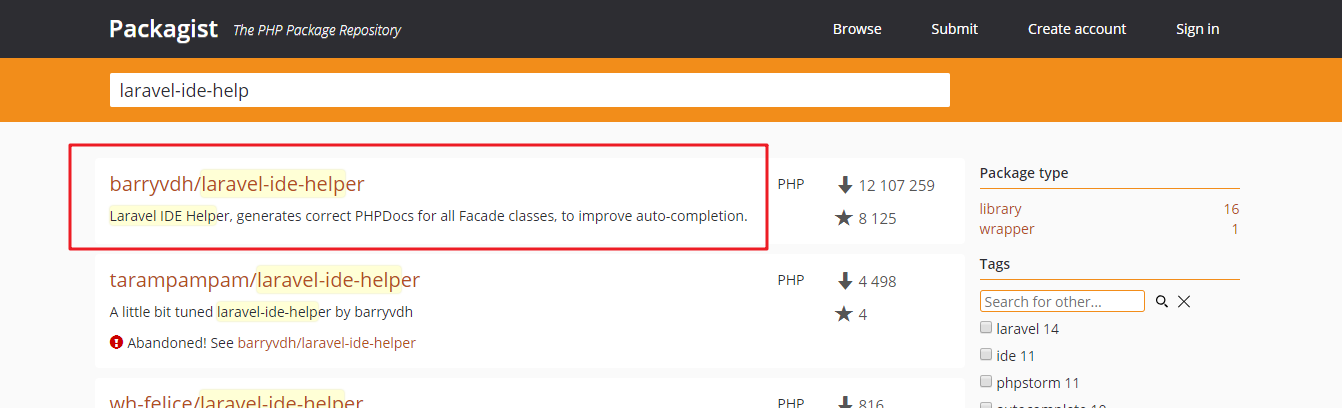 Packagist The PHP Package Repository Browse Submit Create account Sign in
laravel-ide-help
barryvdh/laravel-ide-helper
Laravel IDE Helper, generates correct PHPDocs for all Facade classes, to improve auto-completion.
PHP
12 107 259
8 125
tarampampam/laravel-ide-helper
A little bit tuned laravel-ide-helper by barryvdh
Abandoned! See barryvdh/laravel-ide-helper
PHP
4 498
4
wh-felice/laravel-ide-helper
PHP
816
Package type
library 16
wrapper 1
Tags
Search for other...
laravel 14
ide 11
phpstorm 11
autocomplete 10